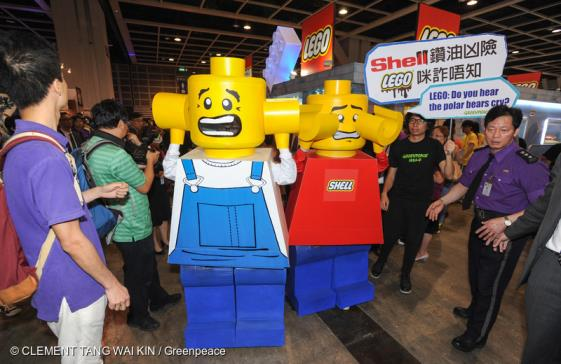 LEGO
LEGO
Shell 鑽油凶險
LEGO 咪詐唔知
LEGO: Do you hear
the polar bears cry?
GREENPEACE
SHELL
© CLEMENT TANG WAI KIN / Greenpeace